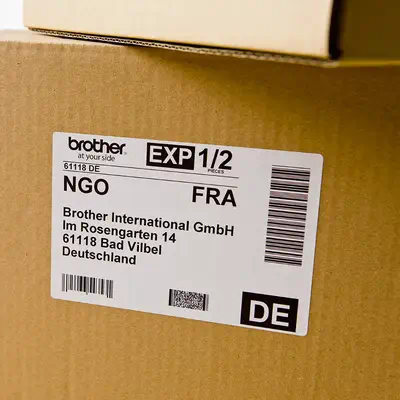 brother
at your side
EXP 1/2
PIECES
61118 DE
NGO FRA
Brother International GmbH
Im Rosengarten 14
61118 Bad Vilbel
Deutschland
DE